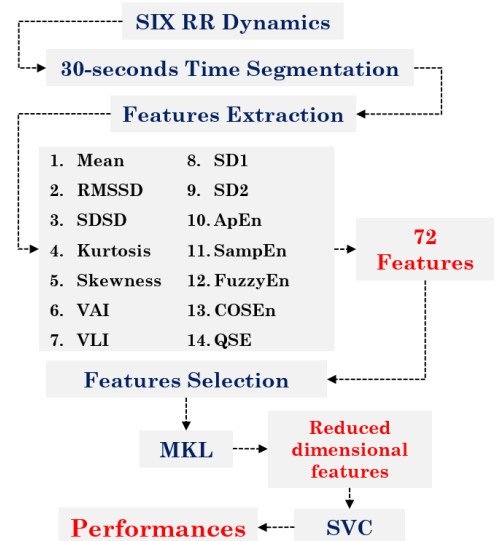 SIX RR Dynamics
30-seconds Time Segmentation
Features Extraction
1. Mean
2. RMSSD
3. SDSD
4. Kurtosis
5. Skewness
6. VAI
7. VLI
8. SD1
9. SD2
10. ApEn
11. SampEn
12. FuzzyEn
13. COSEn
14. QSE
72
Features
Features Selection
MKL
Reduced
dimensional
features
SVC
Performances